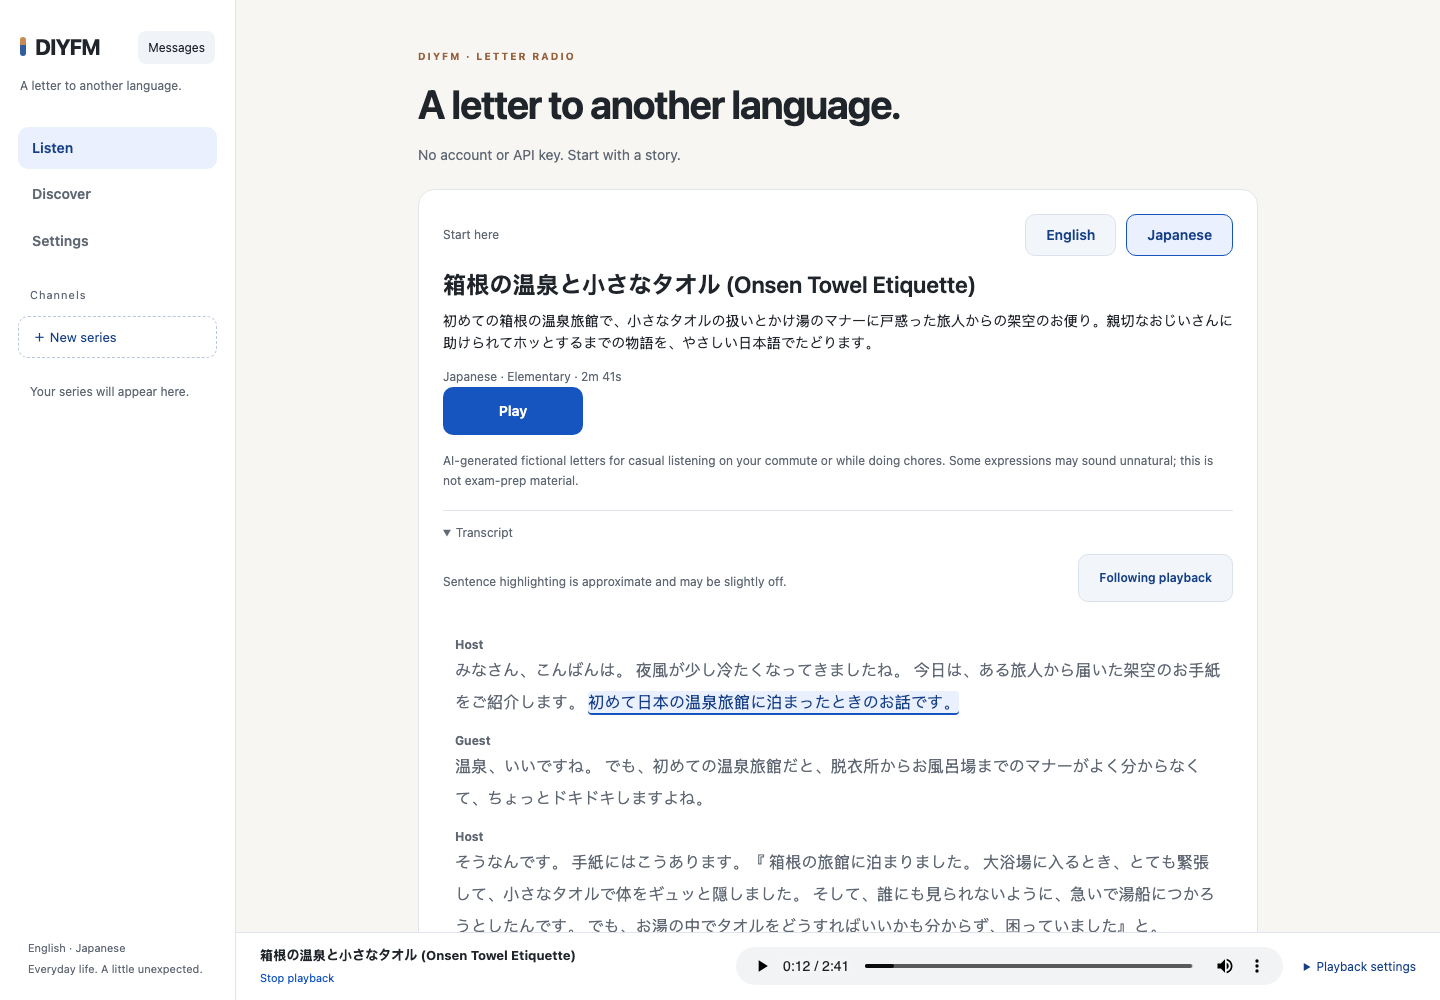 DIYFM
Messages
A letter to another language.
Listen
Discover
Settings
Channels
+ New series
Your series will appear here.
English · Japanese
Everyday life. A little unexpected.
DIYFM · LETTER RADIO
A letter to another language.
No account or API key. Start with a story.
Start here
English
Japanese
箱根の温泉と小さなタオル (Onsen Towel Etiquette)
初めての箱根の温泉旅館で、小さなタオルの扱いとかけ湯のマナーに戸惑った旅人からの架空のお便り。親切なおじいさんに
助けられてホッとするまでの物語を、やさしい日本語でたどります。
Japanese · Elementary · 2m 41s
Play
AI-generated fictional letters for casual listening on your commute or while doing chores. Some expressions may sound unnatural; this is
not exam-prep material.
▼ Transcript
Sentence highlighting is approximate and may be slightly off.
Following playback
Host
みなさん、こんばんは。 夜風が少し冷たくなってきましたね。 今日は、ある旅人から届いた架空のお手紙
をご紹介します。 初めて日本の温泉旅館に泊まったときのお話です。
Guest
温泉、いいですね。 でも、初めての温泉旅館だと、脱衣所からお風呂場までのマナーがよく分からなく
て、ちょっとドキドキしますよね。
Host
そうなんです。 手紙にはこうあります。『 箱根の旅館に泊まりました。 大浴場に入るとき、とても緊張
して、小さなタオルで体をギュッと隠しました。 そして、誰にも見られないように、急いで湯船につかろ
うとしたんです。 でも、お湯の中でタオルをどうすればいいかも分からず、困っていました』と。
箱根の温泉と小さなタオル (Onsen Towel Etiquette)
Stop playback
0:12 / 2:41
Playback settings